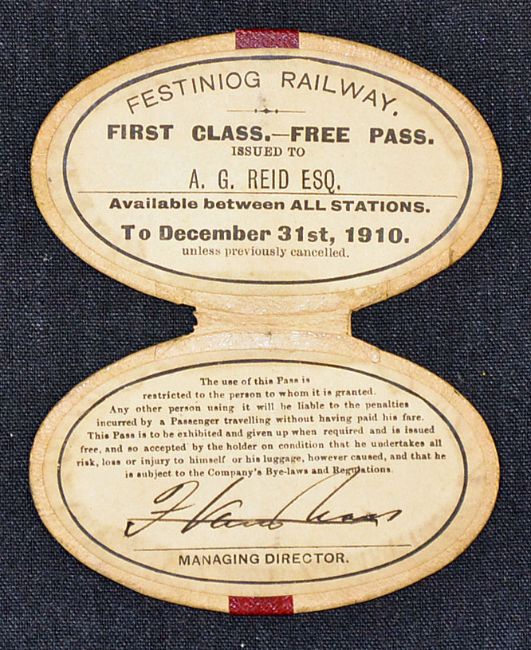 FESTINIOG RAILWAY.
FIRST CLASS.—FREE PASS.
ISSUED TO
A. G. REID ESQ.
Available between ALL STATIONS.
To December 31st, 1910.
unless previously cancelled.
The use of this Pass is
restricted to the person to whom it is granted.
Any other person using it will be liable to the penalties
incurred by a Passenger travelling without having paid his fare.
This Pass is to be exhibited and given up when required and is issued
free, and so accepted by the holder on condition that he undertakes all
risk, loss or injury to himself or his luggage, however caused, and that he
is subject to the Company's Bye-laws and Regulations.
MANAGING DIRECTOR.